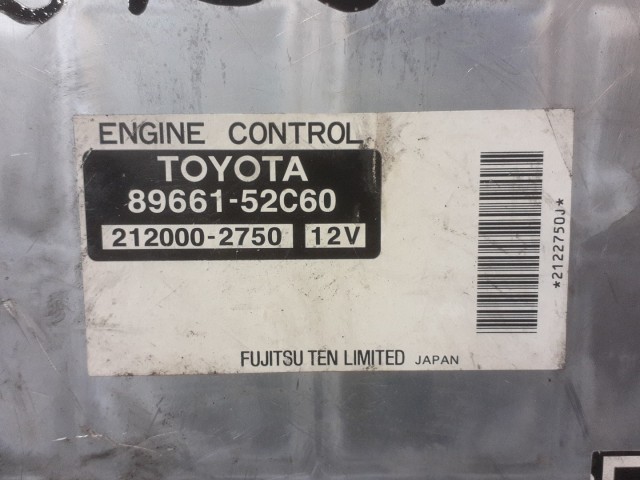 ENGINE CONTROL
TOYOTA
89661-52C60
212000-2750 12V
*2122750J*
FUJITSU TEN LIMITED JAPAN